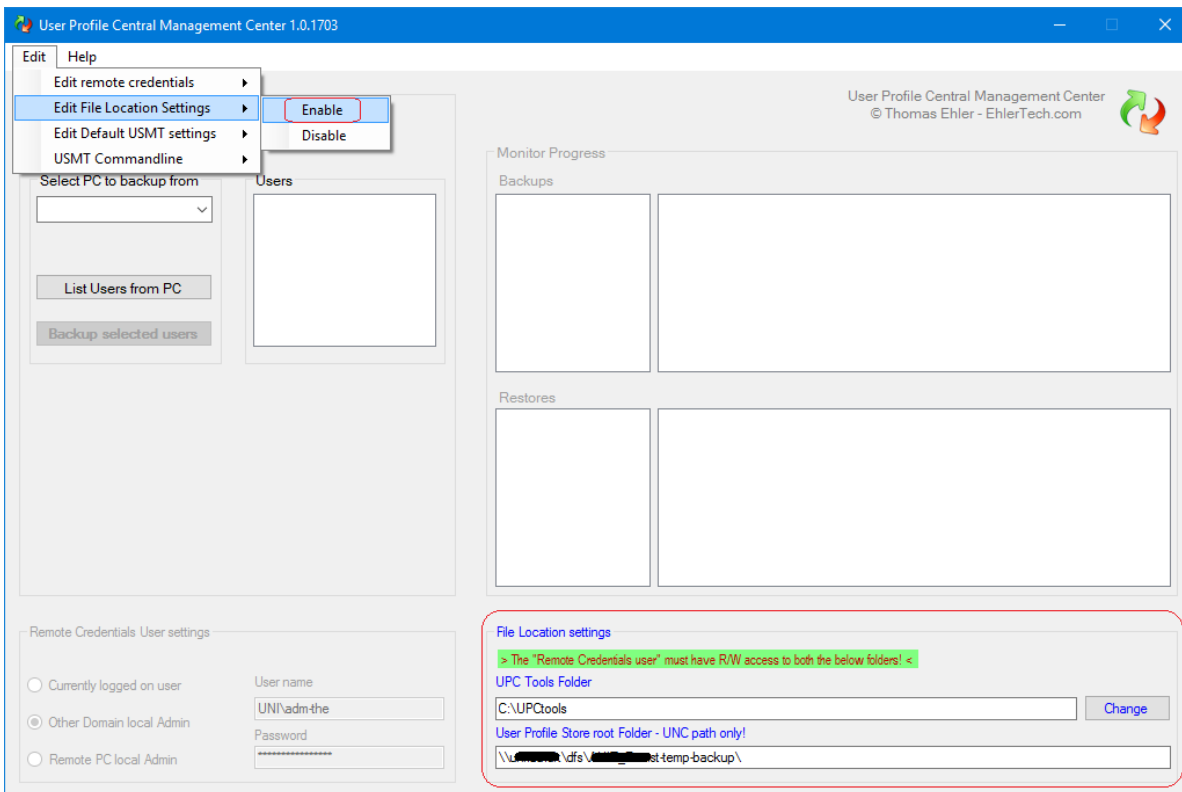 User Profile Central Management Center 1.0.1703
Edit Help
Edit remote credentials
Edit File Location Settings
Edit Default USMT settings
USMT Commandline
Enable
Disable
User Profile Central Management Center
© Thomas Ehler - EhlerTech.com
Select PC to backup from
Users
List Users from PC
Backup selected users
Monitor Progress
Backups
Restores
Remote Credentials User settings
Currently logged on user
Other Domain local Admin
Remote PC local Admin
User name
UNI\adm-the
Password
****************
File Location settings
> The "Remote Credentials user" must have R/W access to both the below folders! <
UPC Tools Folder
C:\UPCtools
Change
User Profile Store root Folder - UNC path only!
\dfs\ st-temp-backup\